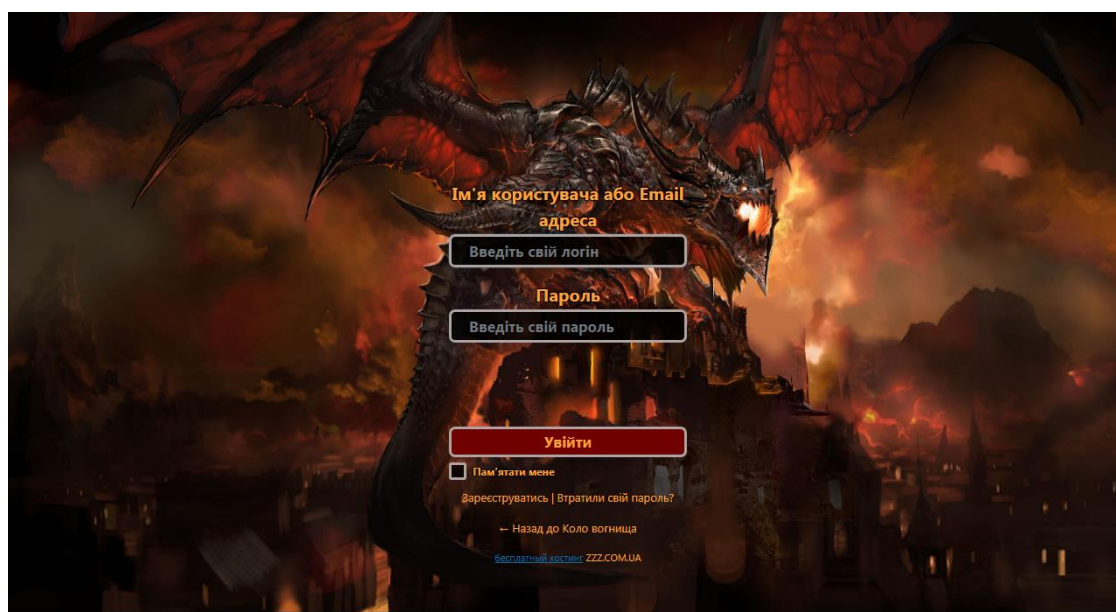 Ім'я користувача або Email
адреса
Введіть свій логін
Пароль
Введіть свій пароль
Увійти
Пам'ятати мене
Зареєструватись | Втратили свій пароль?
← Назад до Коло вогнища
бесплатный хостинг ZZZ.COM.UA